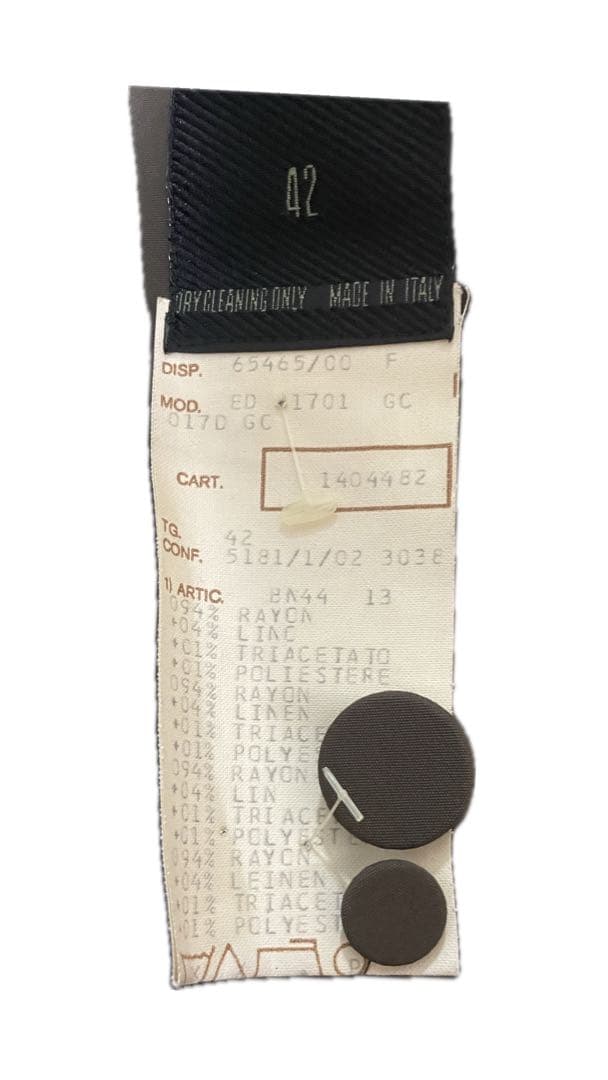 42
DRY CLEANING ONLY MADE IN ITALY
DISP. 65465/00 F
MOD. ED 1701 GC
017D GC
CART. 1404482
TG. 42
CONF. 5181/1/02 3038
1) ARTIC. BN44 13
094% RAYON
+04% LINO
+01% TRIACETATO
+01% POLIESTERE
094% RAYON
+04% LINEN
+01% TRIACE
+01% POLYES
094% RAYON
+04% LIN
+01% TRIAC
+01% POLYEST
094% RAYON
+04% LEINEN
+01% TRIACET
+01% POLYEST
P